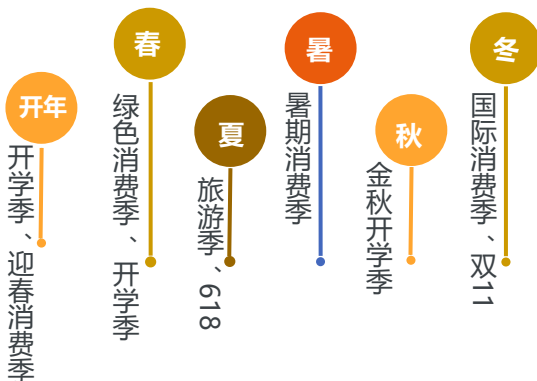 开年
开学季、迎春消费季
春
绿色消费季、开学季
夏
旅游季、618
暑
暑期消费季
秋
金秋开学季
冬
国际消费季、双11